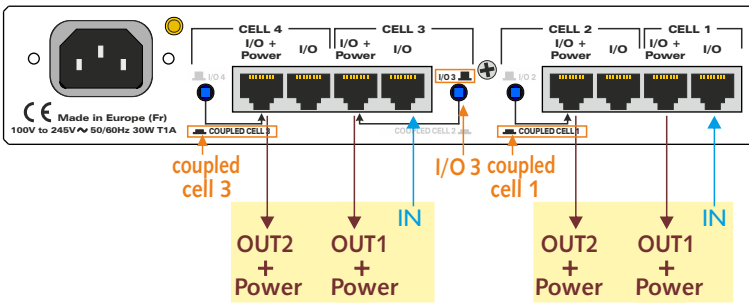 CELL 4 CELL 3 CELL 2 CELL 1
I/O + Power I/O I/O + Power I/O I/O + Power I/O I/O + Power I/O
I/O 4 I/O 3 I/O 2
CE Made in Europe (Fr)
100V to 245V ~ 50/60Hz 30W T1A
COUPLED CELL 3 COUPLED CELL 2 COUPLED CELL 1
coupled cell 3
I/O 3
coupled cell 1
IN
OUT2 + Power
OUT1 + Power
IN
OUT2 + Power
OUT1 + Power